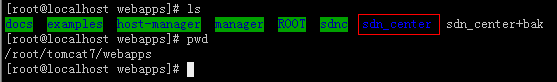 [root@localhost webapps]# ls
docs examples host-manager manager ROOT sdnc sdn_center sdn_center+bak
[root@localhost webapps]# pwd
/root/tomcat7/webapps
[root@localhost webapps]#